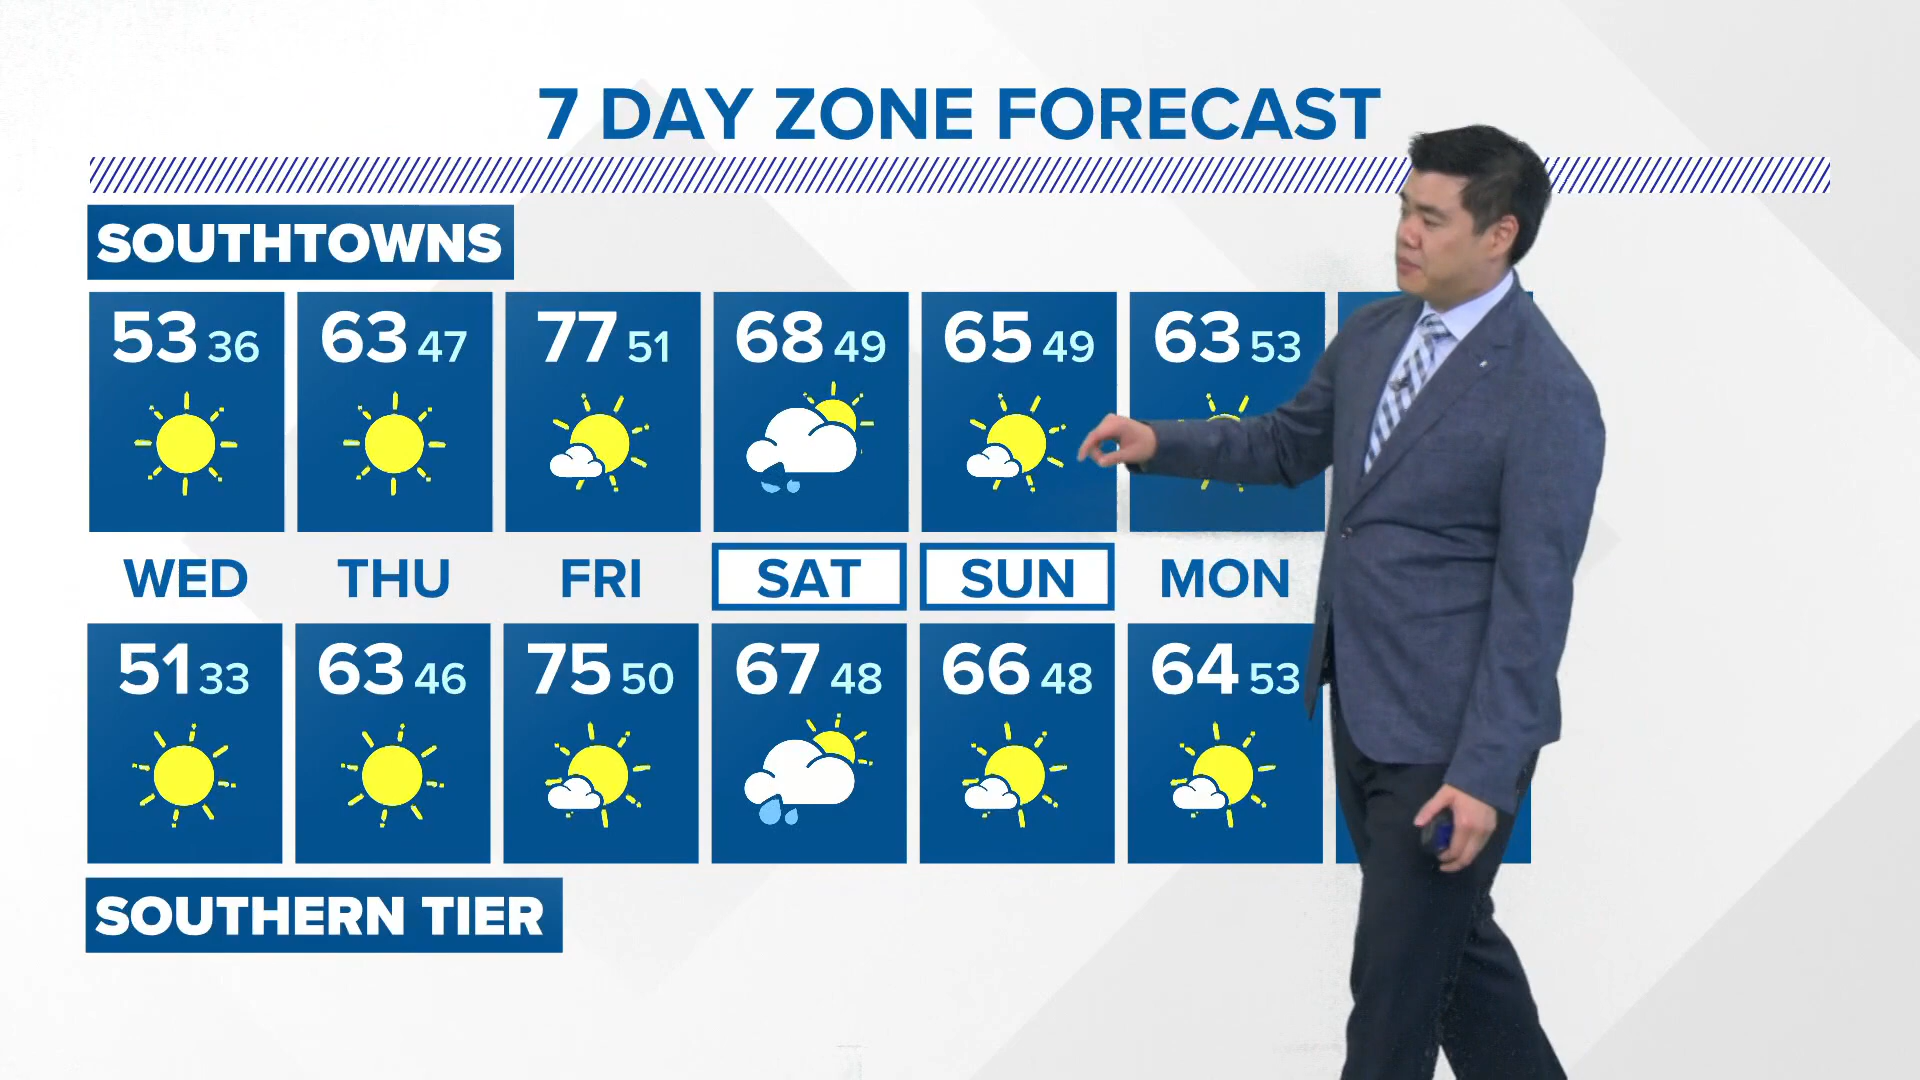 7 DAY ZONE FORECAST
SOUTHTOWNS
53 36 63 47 77 51 68 49 65 49 63 53
WED THU FRI SAT SUN MON
51 33 63 46 75 50 67 48 66 48 64 53
SOUTHERN TIER